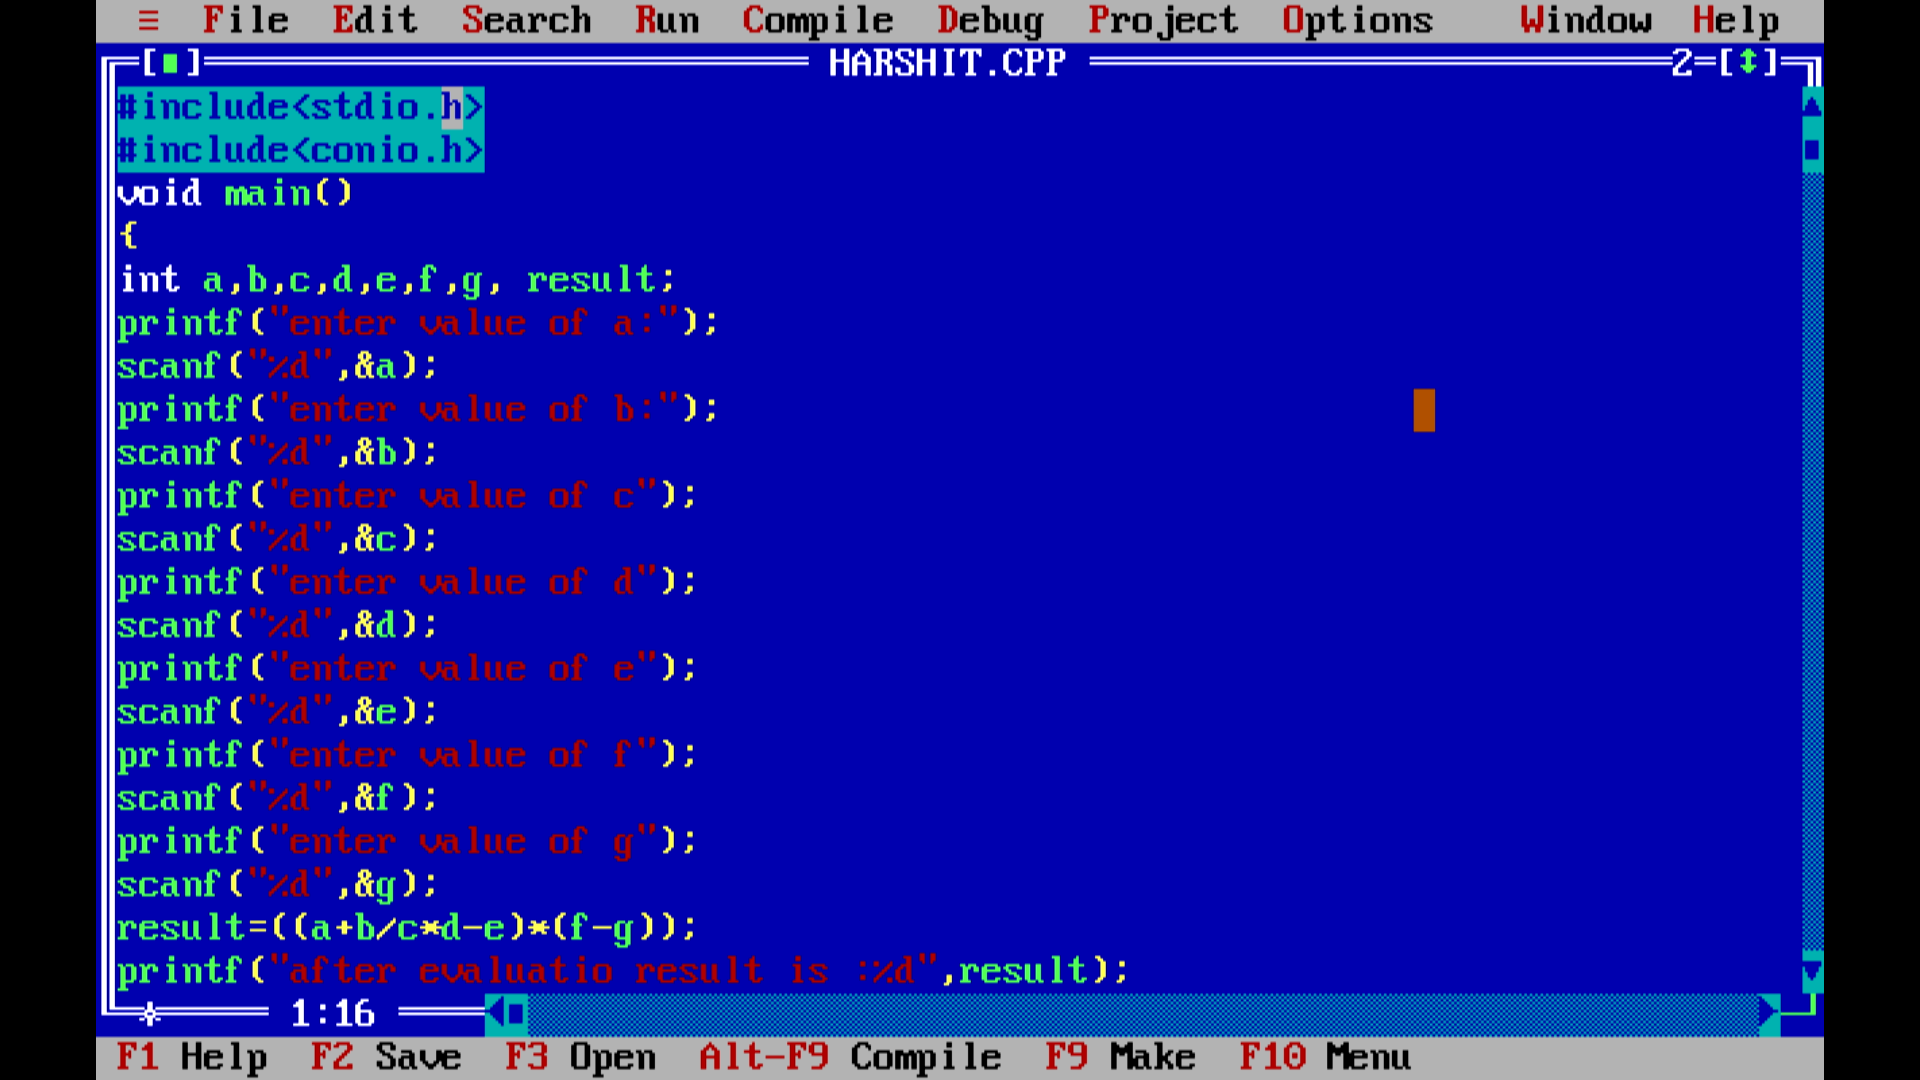 ≡ File Edit Search Run Compile Debug Project Options Window Help
[■] HARSHIT.CPP 2=[↕]
#include<stdio.h>
#include<conio.h>
void main()
{
int a,b,c,d,e,f,g, result;
printf("enter value of a:");
scanf("%d",&a);
printf("enter value of b:");
scanf("%d",&b);
printf("enter value of c");
scanf("%d",&c);
printf("enter value of d");
scanf("%d",&d);
printf("enter value of e");
scanf("%d",&e);
printf("enter value of f");
scanf("%d",&f);
printf("enter value of g");
scanf("%d",&g);
result=((a+b/c*d-e)*(f-g));
printf("after evaluatio result is :%d",result);
1:16
F1 Help F2 Save F3 Open Alt-F9 Compile F9 Make F10 Menu